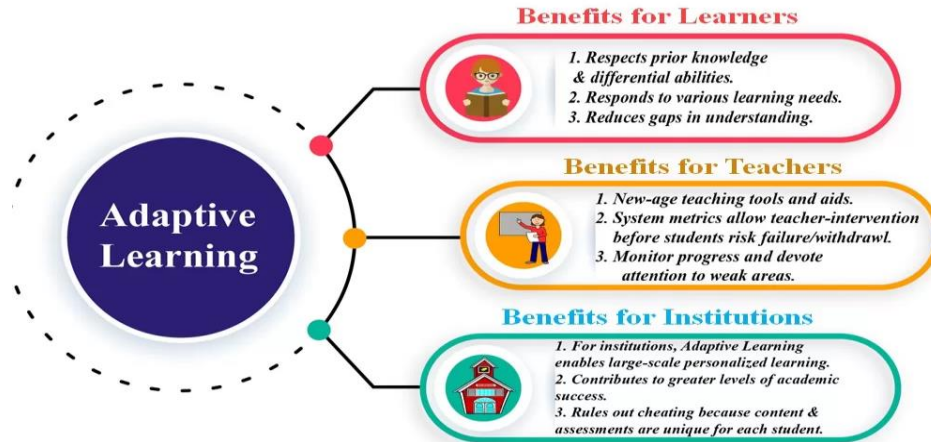 Adaptive
Learning
Benefits for Learners
1. Respects prior knowledge
& differential abilities.
2. Responds to various learning needs.
3. Reduces gaps in understanding.
Benefits for Teachers
1. New-age teaching tools and aids.
2. System metrics allow teacher-intervention
before students risk failure/withdrawl.
3. Monitor progress and devote
attention to weak areas.
Benefits for Institutions
1. For institutions, Adaptive Learning
enables large-scale personalized learning.
2. Contributes to greater levels of academic
success.
3. Rules out cheating because content &
assessments are unique for each student.